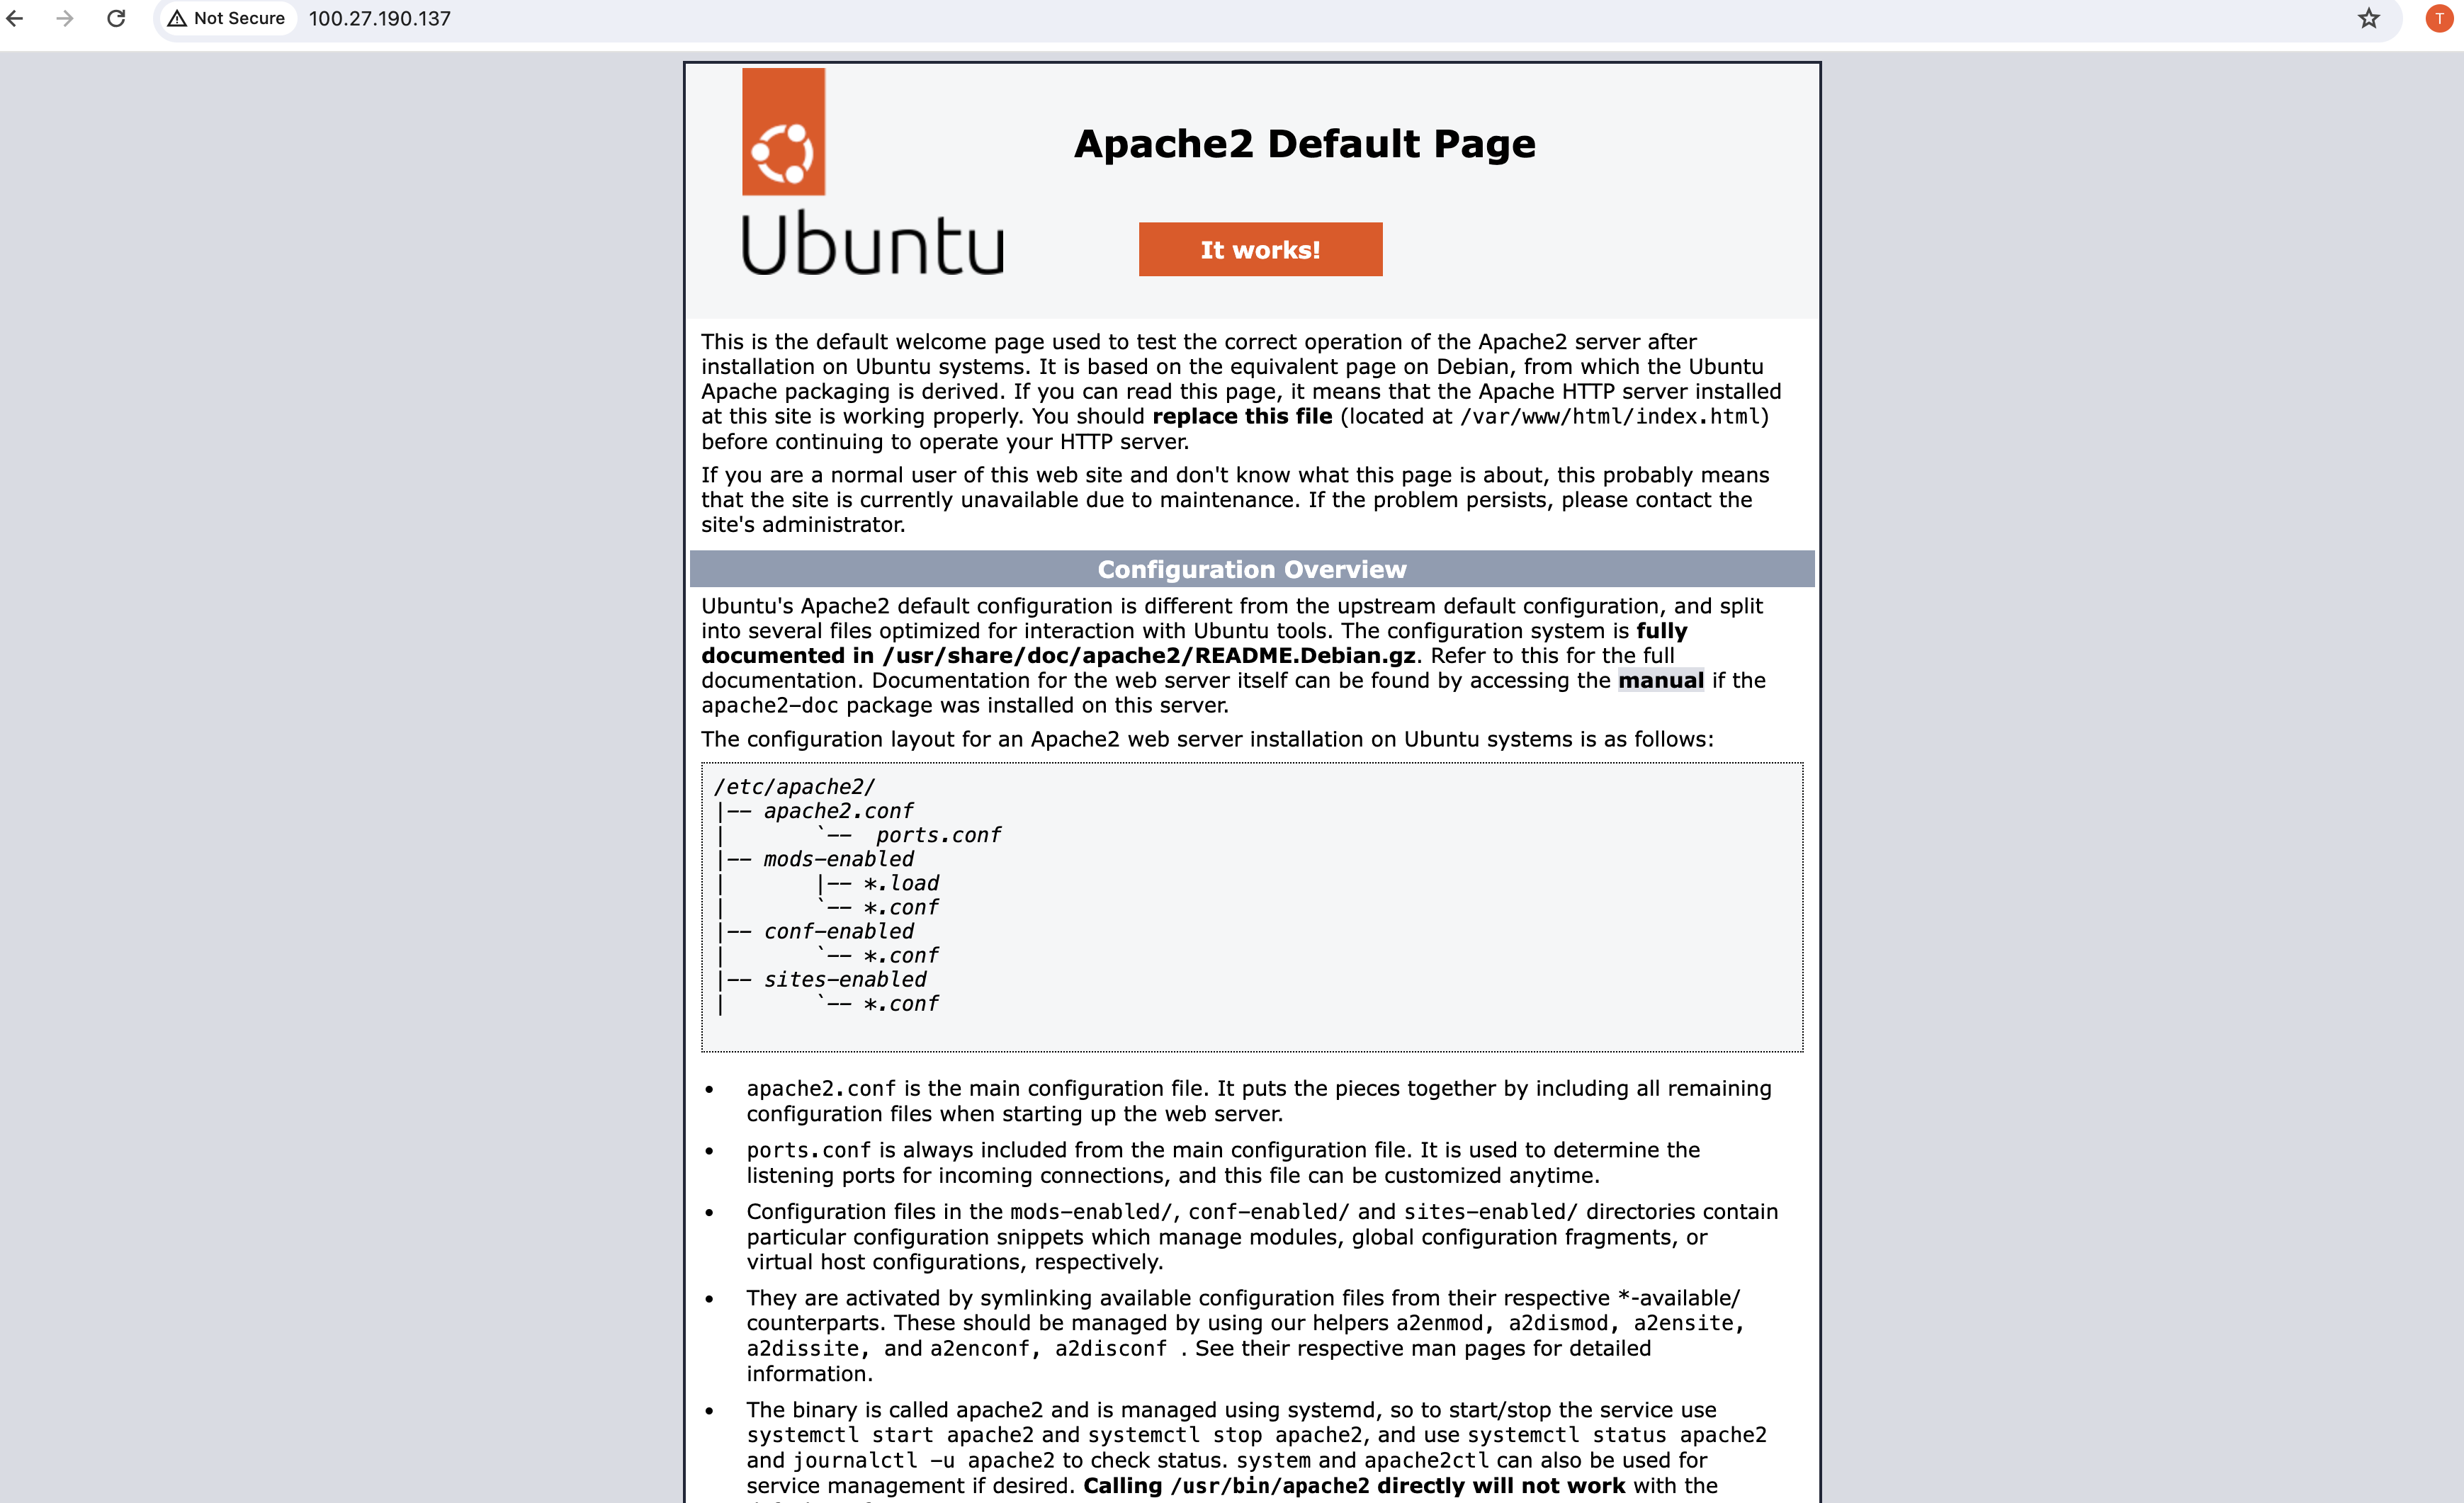 Not Secure 100.27.190.137
T
Apache2 Default Page
Ubuntu
It works!
This is the default welcome page used to test the correct operation of the Apache2 server after
installation on Ubuntu systems. It is based on the equivalent page on Debian, from which the Ubuntu
Apache packaging is derived. If you can read this page, it means that the Apache HTTP server installed
at this site is working properly. You should replace this file (located at /var/www/html/index.html)
before continuing to operate your HTTP server.
If you are a normal user of this web site and don't know what this page is about, this probably means
that the site is currently unavailable due to maintenance. If the problem persists, please contact the
site's administrator.
Configuration Overview
Ubuntu's Apache2 default configuration is different from the upstream default configuration, and split
into several files optimized for interaction with Ubuntu tools. The configuration system is fully
documented in /usr/share/doc/apache2/README.Debian.gz. Refer to this for the full
documentation. Documentation for the web server itself can be found by accessing the manual if the
apache2-doc package was installed on this server.
The configuration layout for an Apache2 web server installation on Ubuntu systems is as follows:
/etc/apache2/
|-- apache2.conf
|       `--  ports.conf
|-- mods-enabled
|       |-- *.load
|       `-- *.conf
|-- conf-enabled
|       `-- *.conf
|-- sites-enabled
|       `-- *.conf
• apache2.conf is the main configuration file. It puts the pieces together by including all remaining
configuration files when starting up the web server.
• ports.conf is always included from the main configuration file. It is used to determine the
listening ports for incoming connections, and this file can be customized anytime.
• Configuration files in the mods-enabled/, conf-enabled/ and sites-enabled/ directories contain
particular configuration snippets which manage modules, global configuration fragments, or
virtual host configurations, respectively.
• They are activated by symlinking available configuration files from their respective *-available/
counterparts. These should be managed by using our helpers a2enmod, a2dismod, a2ensite,
a2dissite, and a2enconf, a2disconf . See their respective man pages for detailed
information.
• The binary is called apache2 and is managed using systemd, so to start/stop the service use
systemctl start apache2 and systemctl stop apache2, and use systemctl status apache2
and journalctl -u apache2 to check status. system and apache2ctl can also be used for
service management if desired. Calling /usr/bin/apache2 directly will not work with the